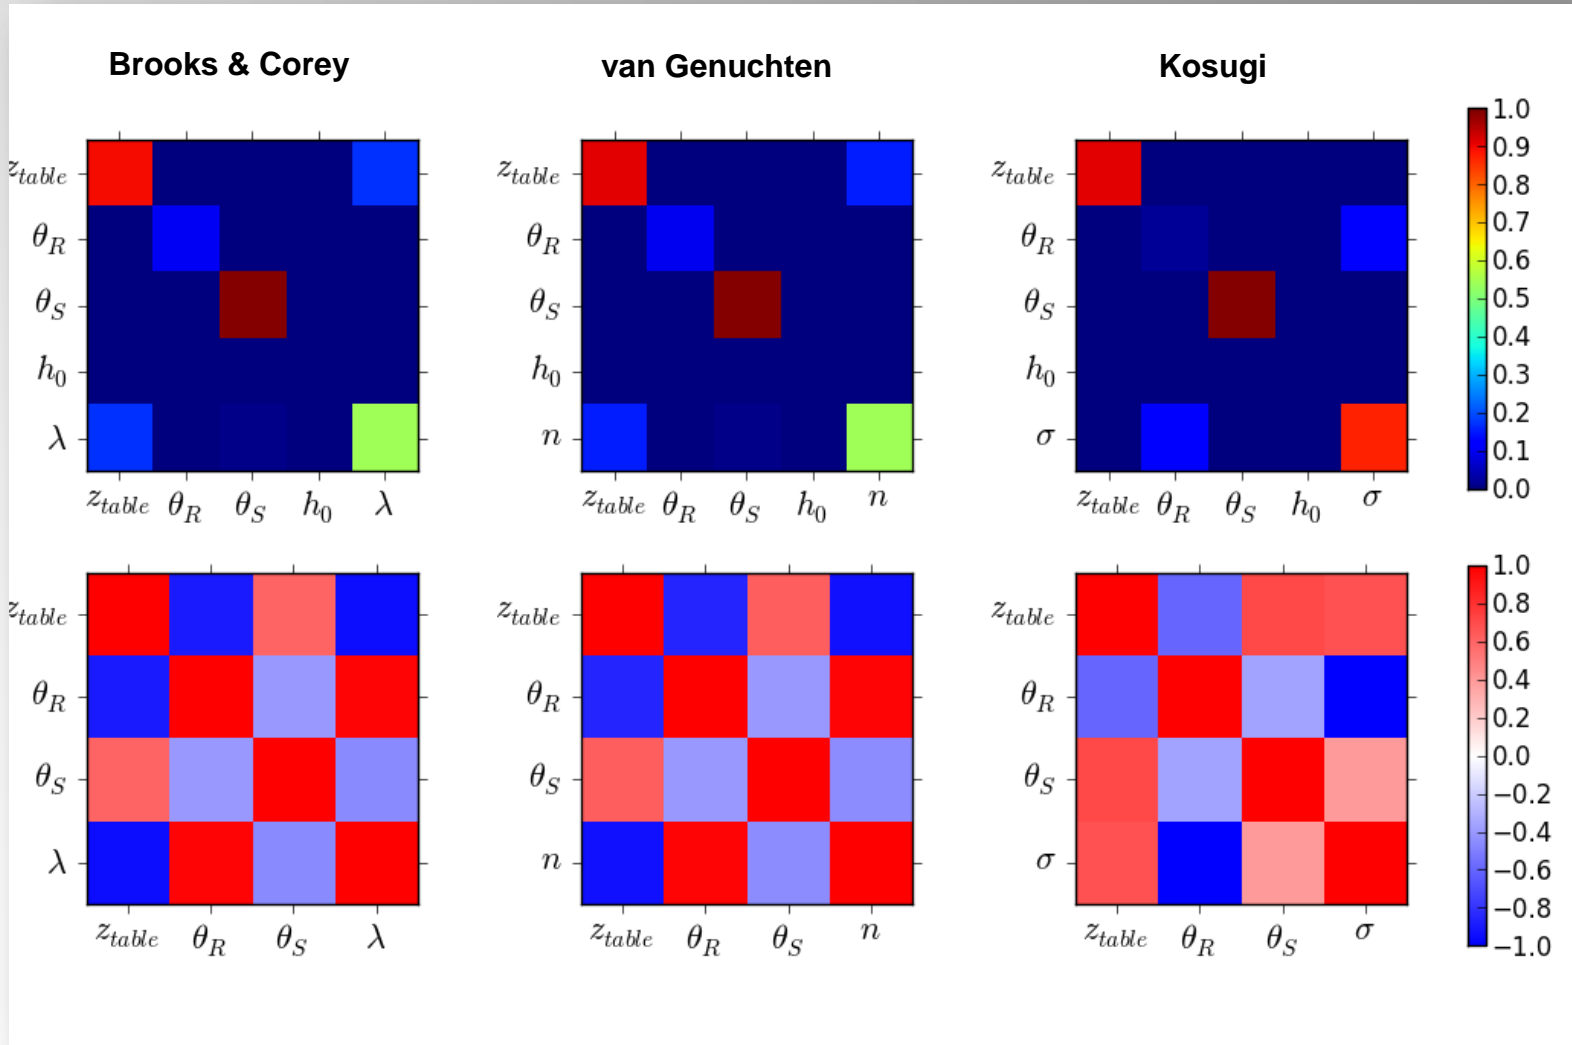 Brooks & Corey
van Genuchten
Kosugi
z_table
θ_R
θ_S
h_0
λ
z_table θ_R θ_S h_0 λ
z_table
θ_R
θ_S
h_0
n
z_table θ_R θ_S h_0 n
z_table
θ_R
θ_S
h_0
σ
z_table θ_R θ_S h_0 σ
1.0
0.9
0.8
0.7
0.6
0.5
0.4
0.3
0.2
0.1
0.0
z_table
θ_R
θ_S
λ
z_table θ_R θ_S λ
z_table
θ_R
θ_S
n
z_table θ_R θ_S n
z_table
θ_R
θ_S
σ
z_table θ_R θ_S σ
1.0
0.8
0.6
0.4
0.2
0.0
−0.2
−0.4
−0.6
−0.8
−1.0